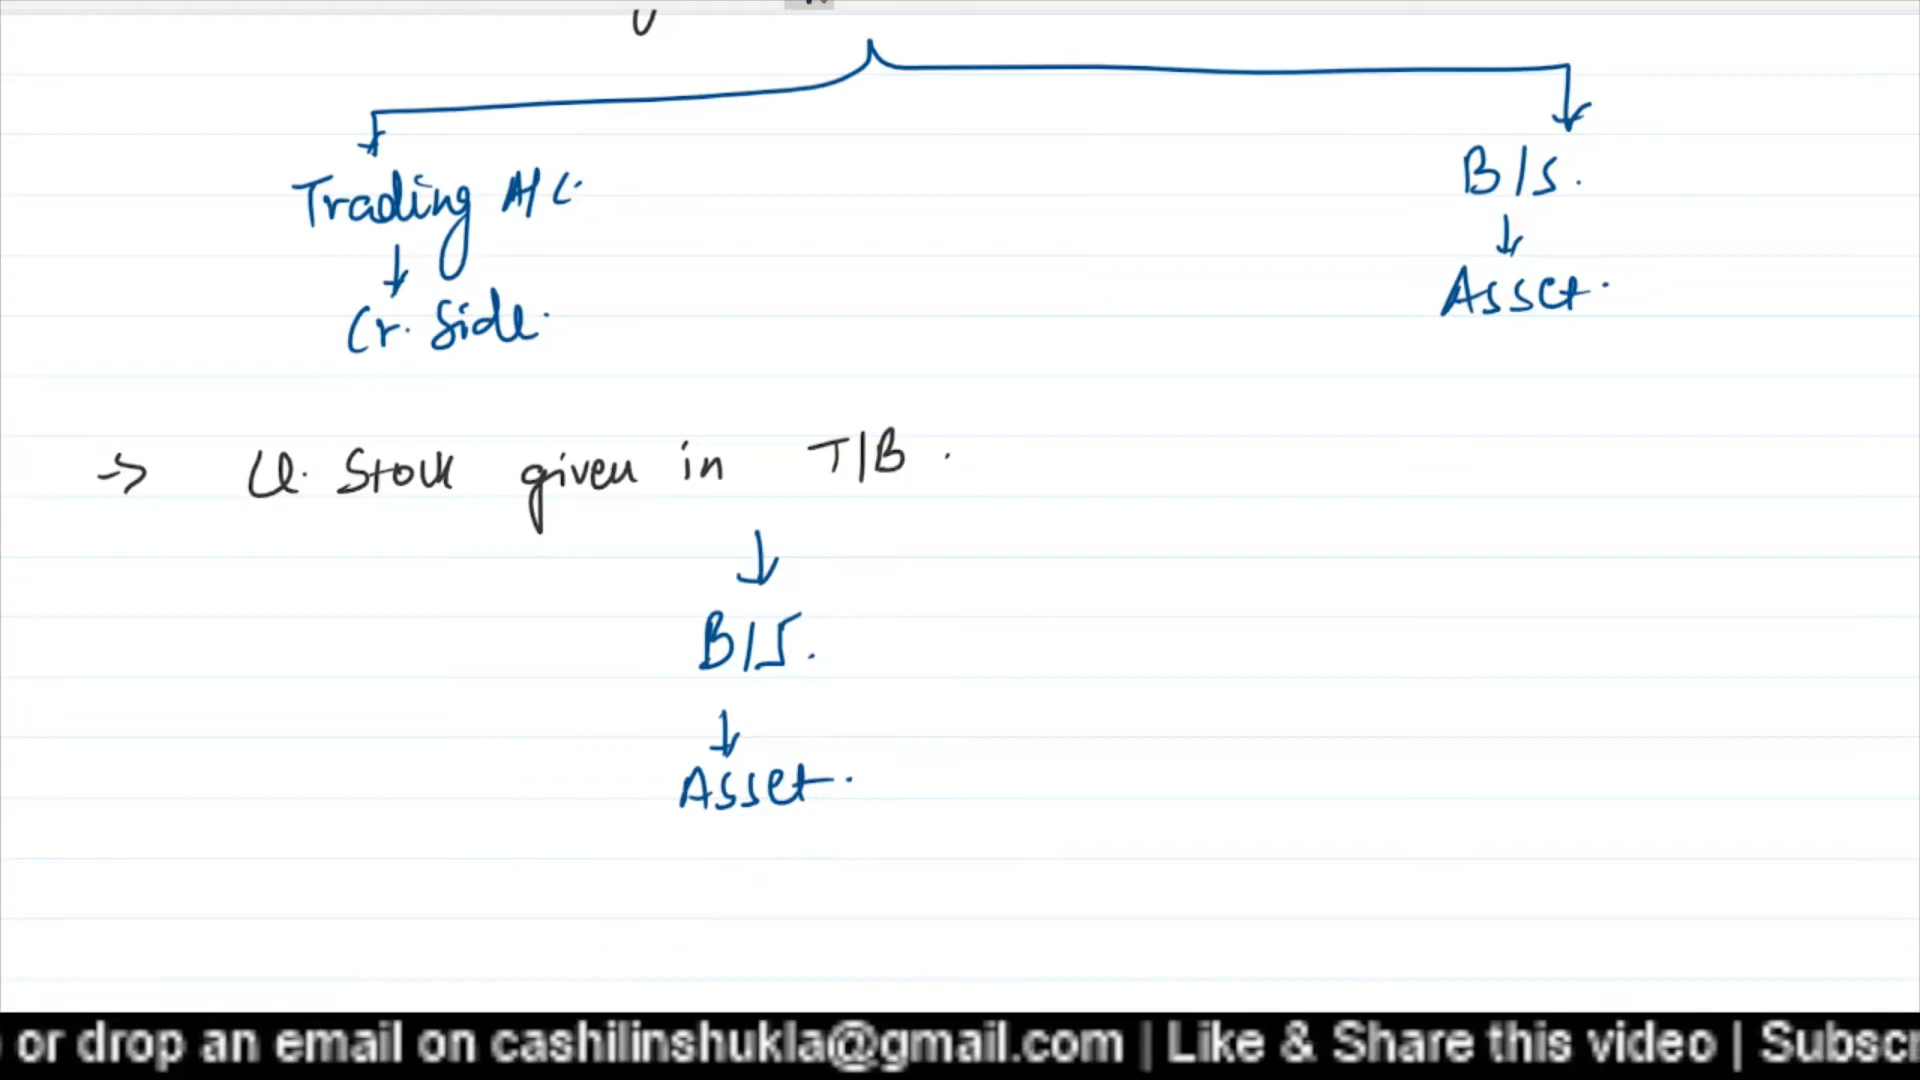 Trading A/C.
B/S.
↓
↓
Asset.
Cr. Side.
→ Cl. Stock given in T/B.
↓
B/S.
↓
Asset.
or drop an email on cashilinshukla@gmail.com | Like & Share this video | Subscr